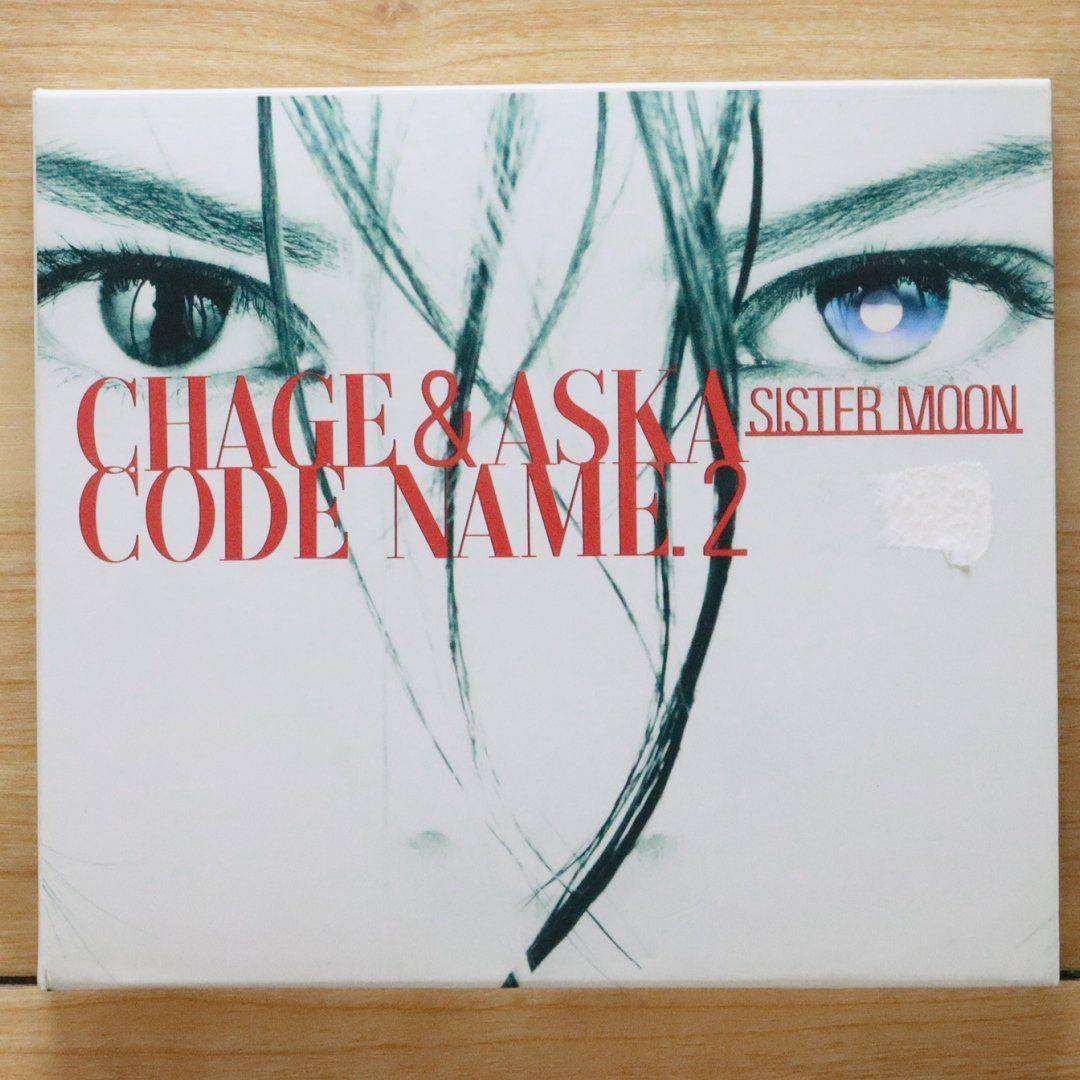 CHAGE & ASKA
CODE NAME.2
SISTER MOON